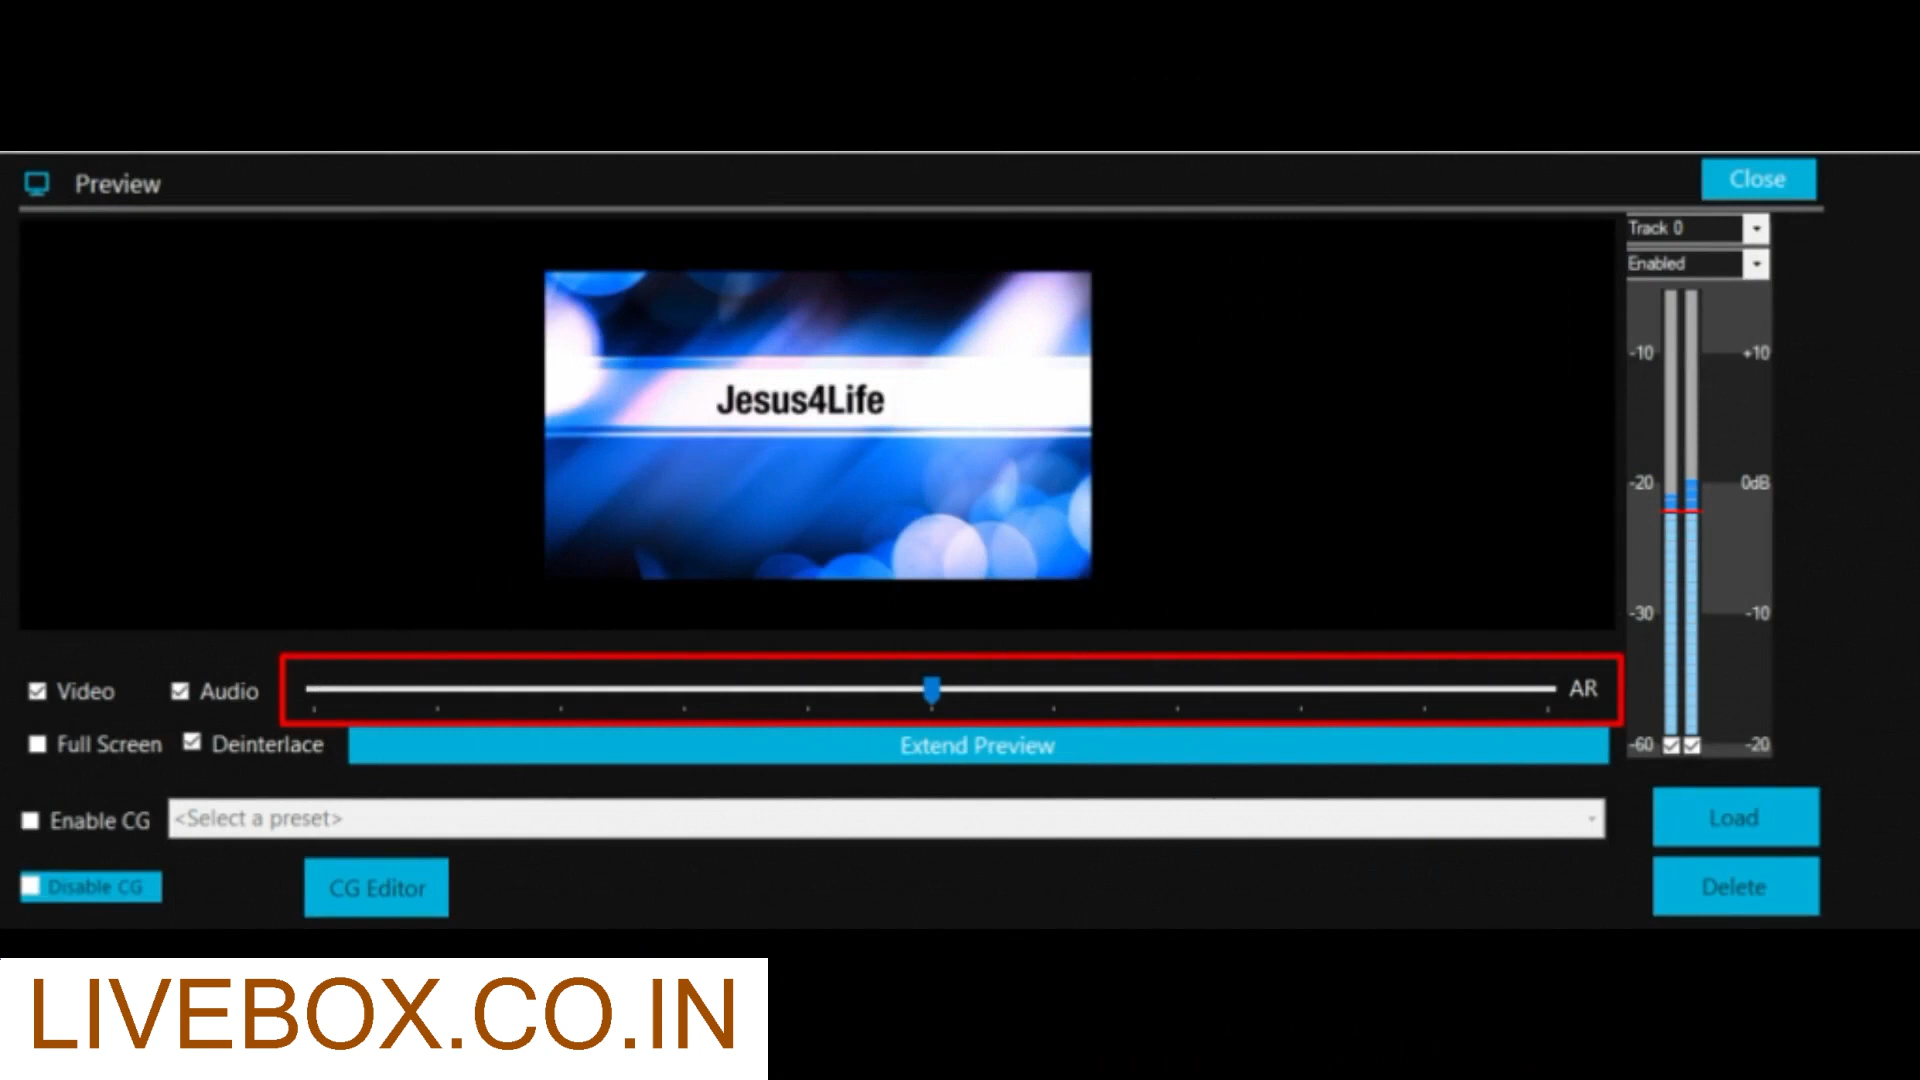 Preview
Close
Track 0
Enabled
Jesus4Life
-10 +10
-20 0dB
-30 -10
-60 -20
Video Audio AR
Full Screen Deinterlace Extend Preview
Enable CG <Select a preset> Load
Disable CG CG Editor Delete
LIVEBOX.CO.IN